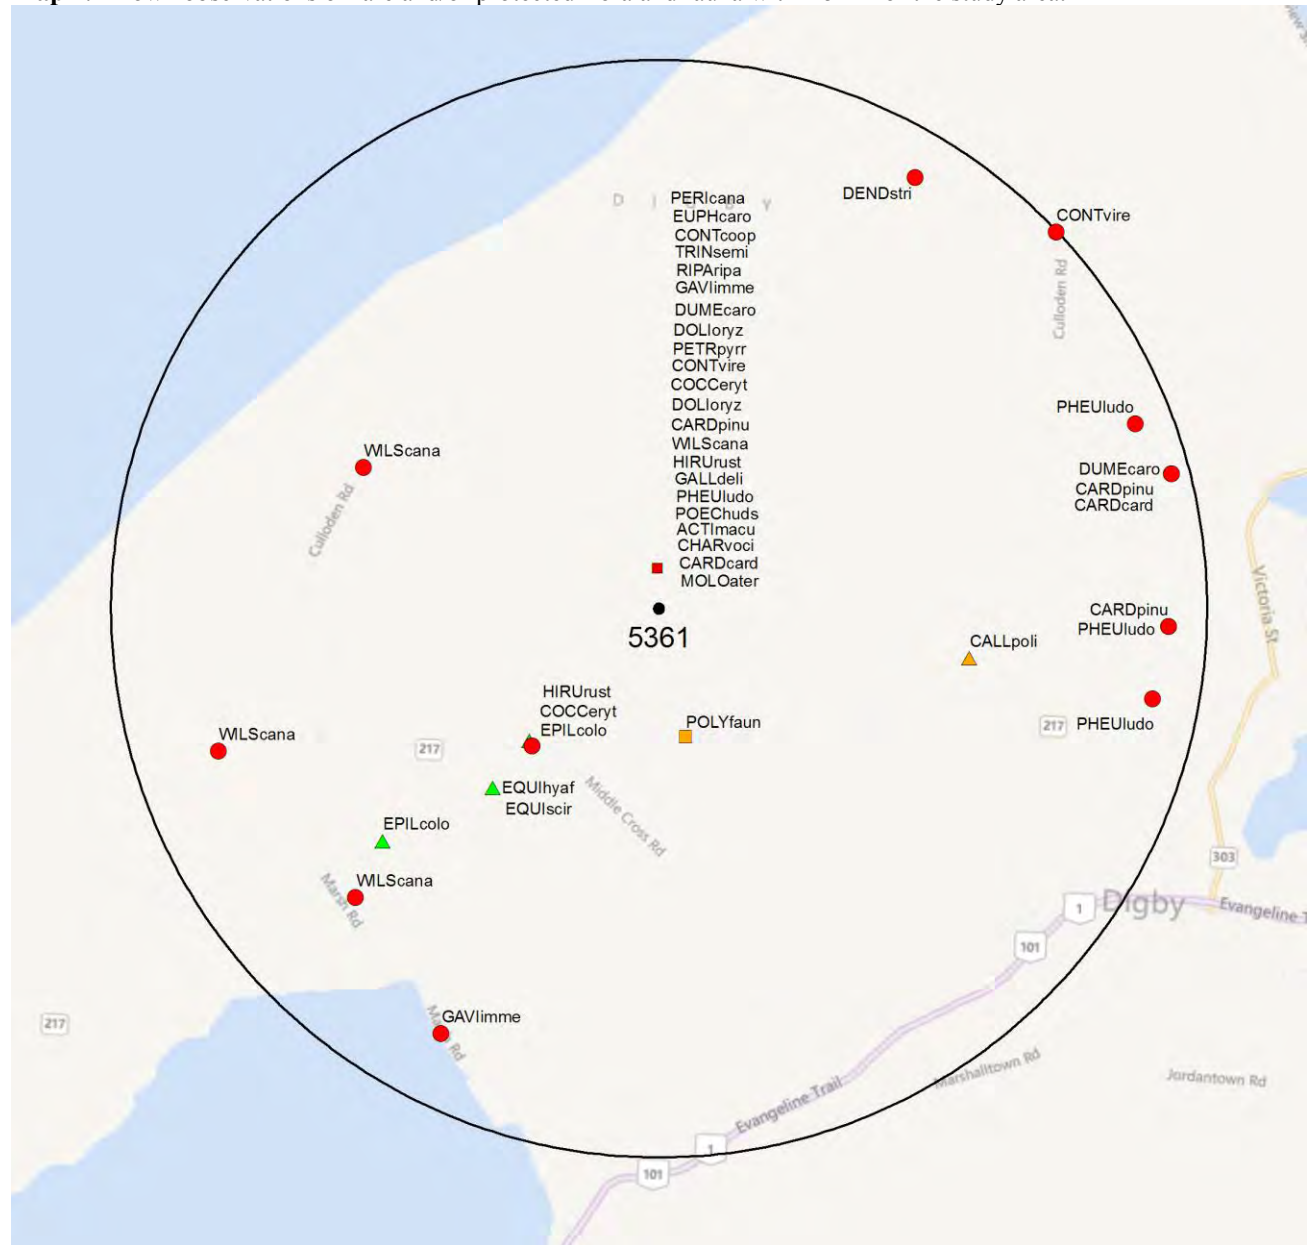 DIGBY
DENDstri
CONTvire
Culloden Rd
PERIcana
EUPHcaro
CONTcoop
TRINsemi
RIPAripa
GAVIimme
DUMEcaro
DOLIoryz
PETRpyrr
CONTvire
COCCeryt
DOLIoryz
CARDpinu
WILScana
HIRUrust
GALLdeli
PHEUludo
POEChuds
ACTImacu
CHARvoci
CARDcard
MOLOater
5361
PHEUludo
DUMEcaro
CARDpinu
CARDcard
WILScana
Culloden Rd
Victoria St
CARDpinu
PHEUludo
CALLpoli
PHEUludo
217
HIRUrust
COCCeryt
EPILcolo
POLYfaun
WILScana
217
EQUIhyaf
EQUIscir
Middle Cross Rd
EPILcolo
WILScana
Marsh Rd
303
1
Digby
Evangeline T
101
GAVIimme
Rd
217
Marshalltown Rd
Jordantown Rd
Evangeline Trail
1
101